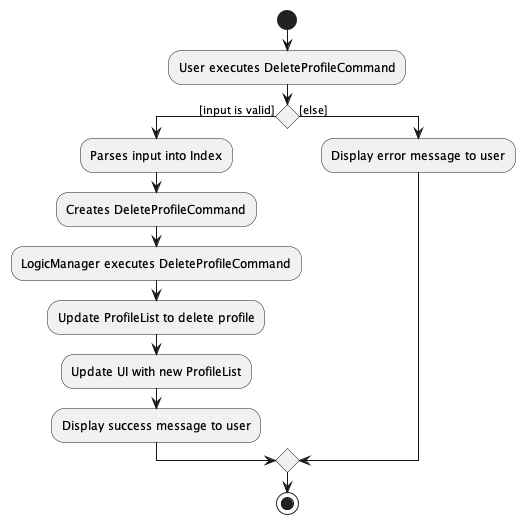 User executes DeleteProfileCommand
[input is valid]
[else]
Parses input into Index
Display error message to user
Creates DeleteProfileCommand
LogicManager executes DeleteProfileCommand
Update ProfileList to delete profile
Update UI with new ProfileList
Display success message to user